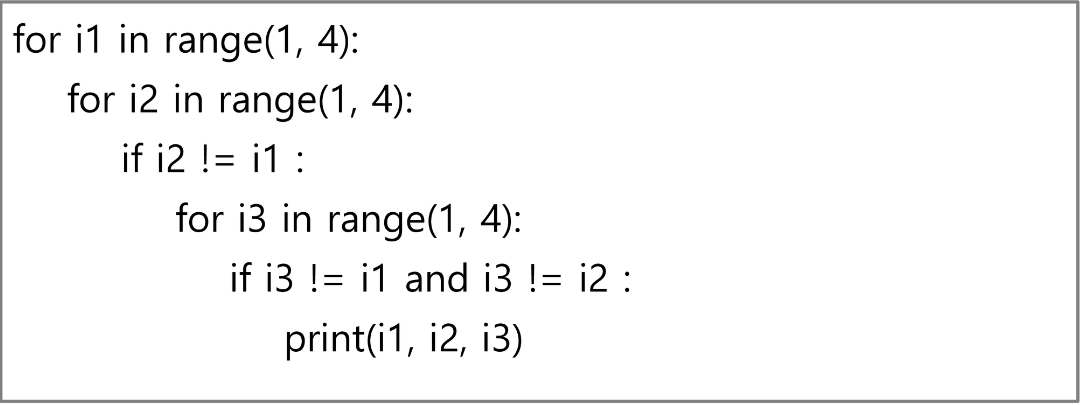 for i1 in range(1, 4):
for i2 in range(1, 4):
if i2 != i1 :
for i3 in range(1, 4):
if i3 != i1 and i3 != i2 :
print(i1, i2, i3)